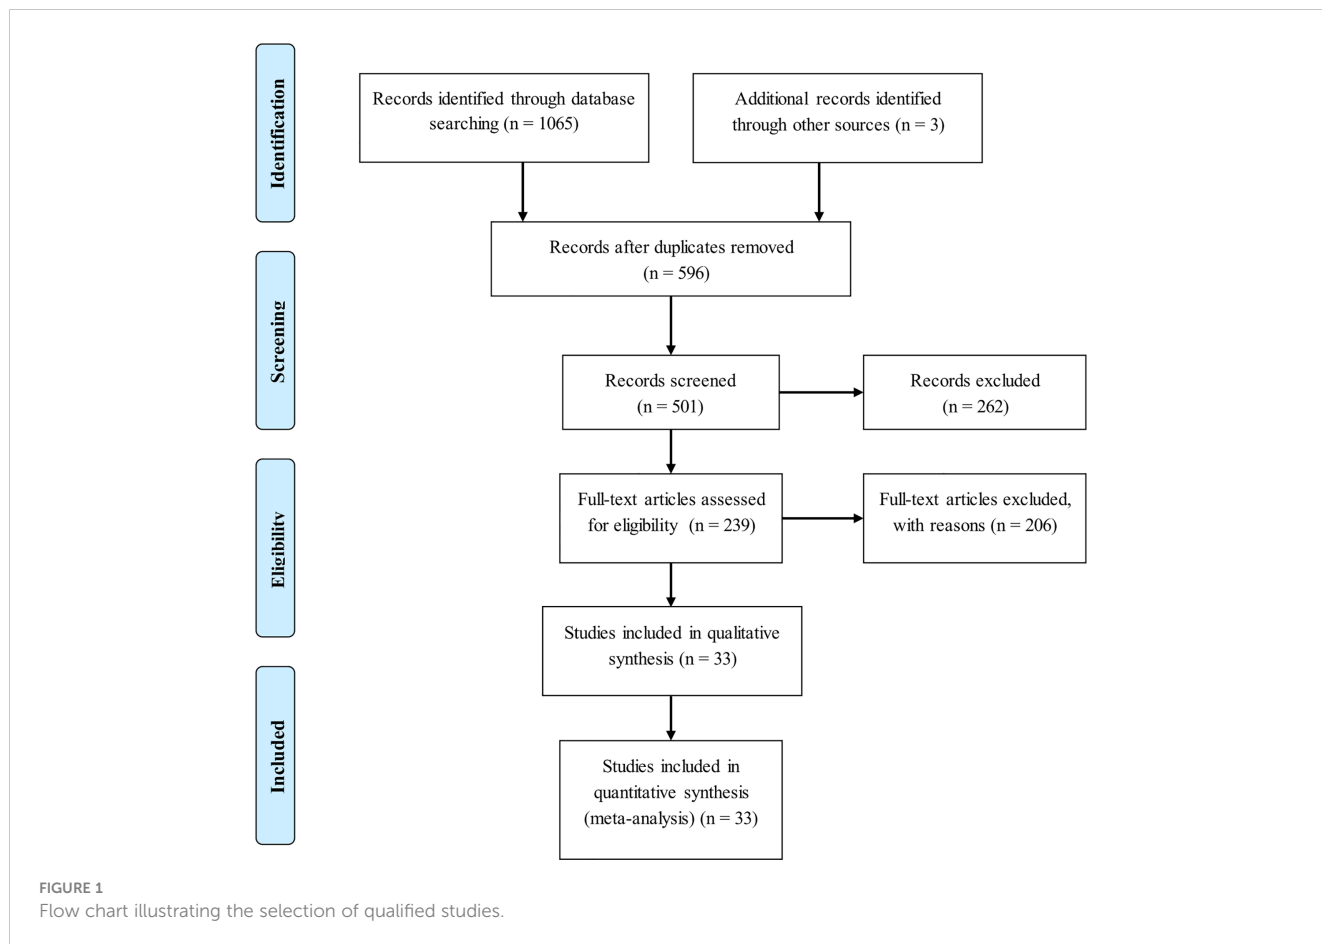 Identification
Records identified through database
searching (n = 1065)
Additional records identified
through other sources (n = 3)
Records after duplicates removed
(n = 596)
Screening
Records screened
(n = 501)
Records excluded
(n = 262)
Eligibility
Full-text articles assessed
for eligibility (n = 239)
Full-text articles excluded,
with reasons (n = 206)
Studies included in qualitative
synthesis (n = 33)
Included
Studies included in
quantitative synthesis
(meta-analysis) (n = 33)
FIGURE 1
Flow chart illustrating the selection of qualified studies.